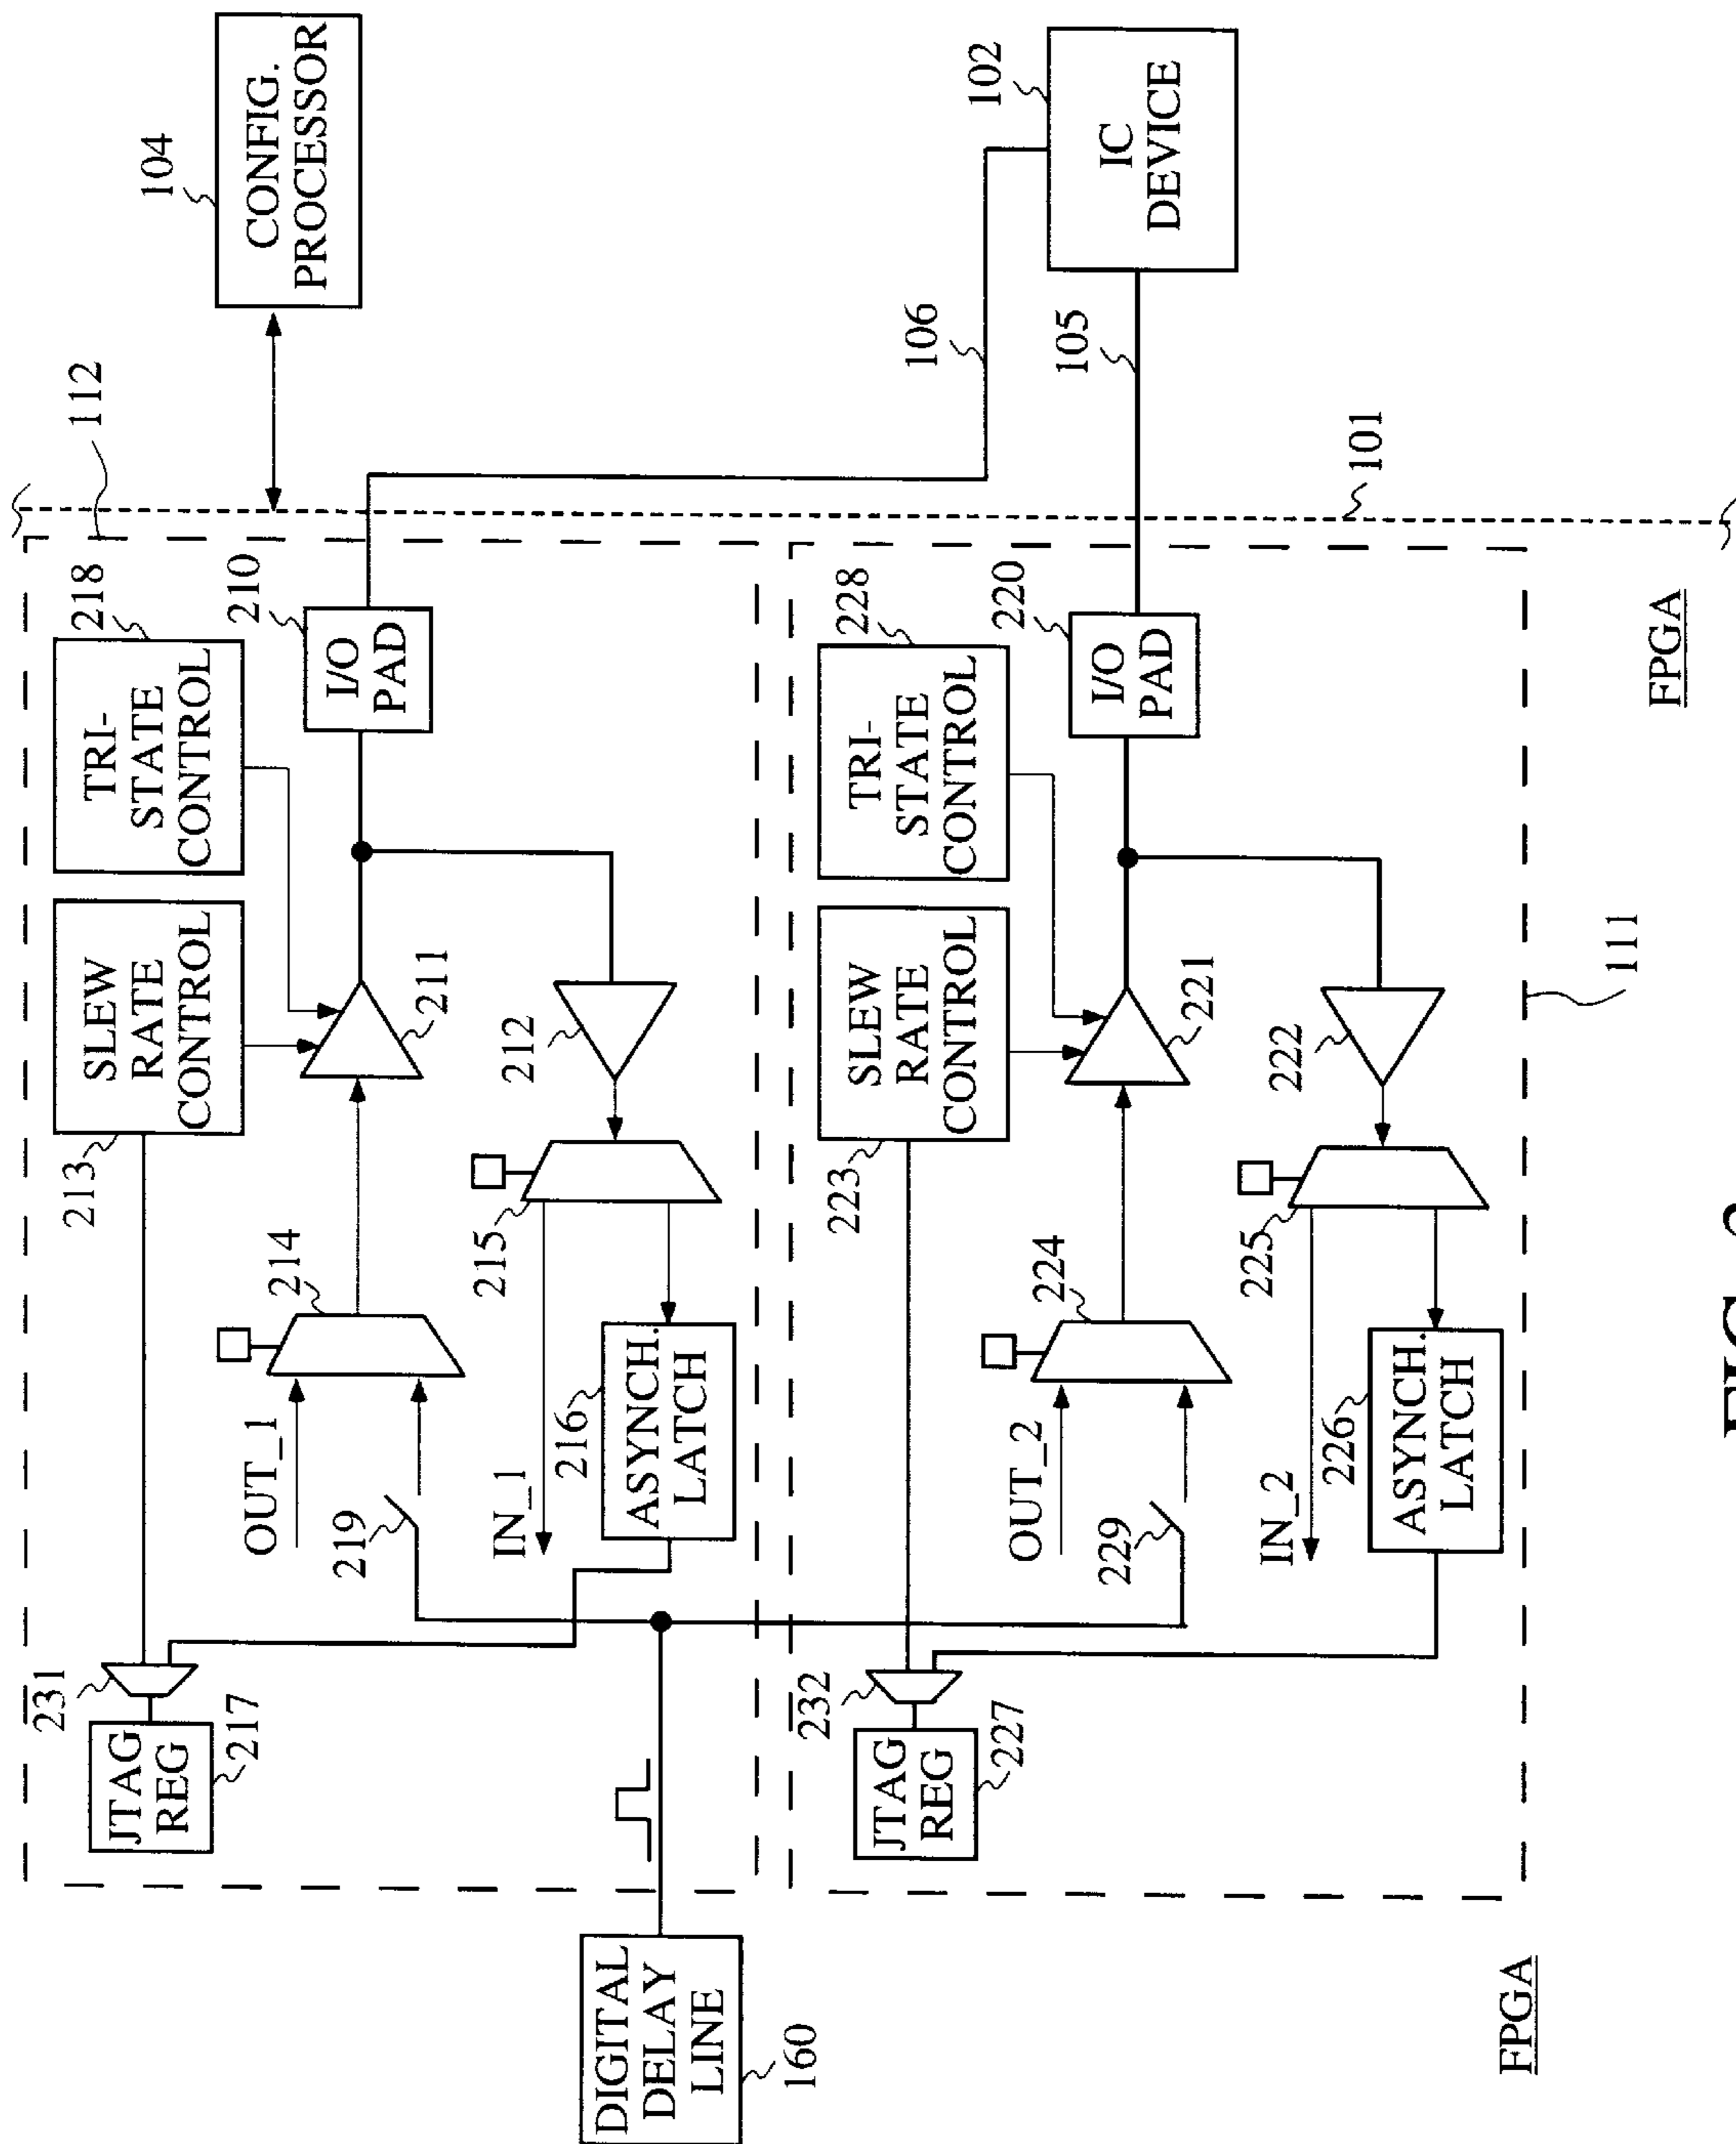 104
CONFIG.
PROCESSOR
112
218
TRI-
STATE
CONTROL
SLEW
RATE
CONTROL
213
210
I/O
PAD
211
212
214
OUT_1
219
215
IN_1
216
ASYNCH.
LATCH
231
JTAG
REG
217
102
IC
DEVICE
106
105
101
228
TRI-
STATE
CONTROL
SLEW
RATE
CONTROL
223
220
I/O
PAD
221
222
224
OUT_2
229
225
IN_2
226
ASYNCH.
LATCH
232
JTAG
REG
227
111
DIGITAL
DELAY
LINE
160
FPGA
FPGA